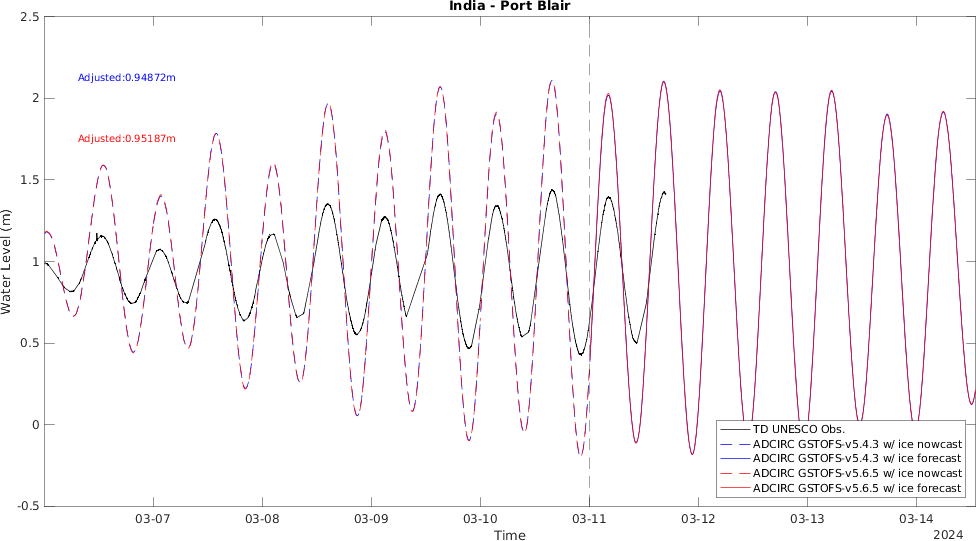 India - Port Blair
2.5
2
1.5
1
0.5
0
-0.5
Water Level (m)
Adjusted:0.94872m
Adjusted:0.95187m
TD UNESCO Obs.
ADCIRC GSTOFS-v5.4.3 w/ ice nowcast
ADCIRC GSTOFS-v5.4.3 w/ ice forecast
ADCIRC GSTOFS-v5.6.5 w/ ice nowcast
ADCIRC GSTOFS-v5.6.5 w/ ice forecast
03-07 03-08 03-09 03-10 03-11 03-12 03-13 03-14
Time
2024